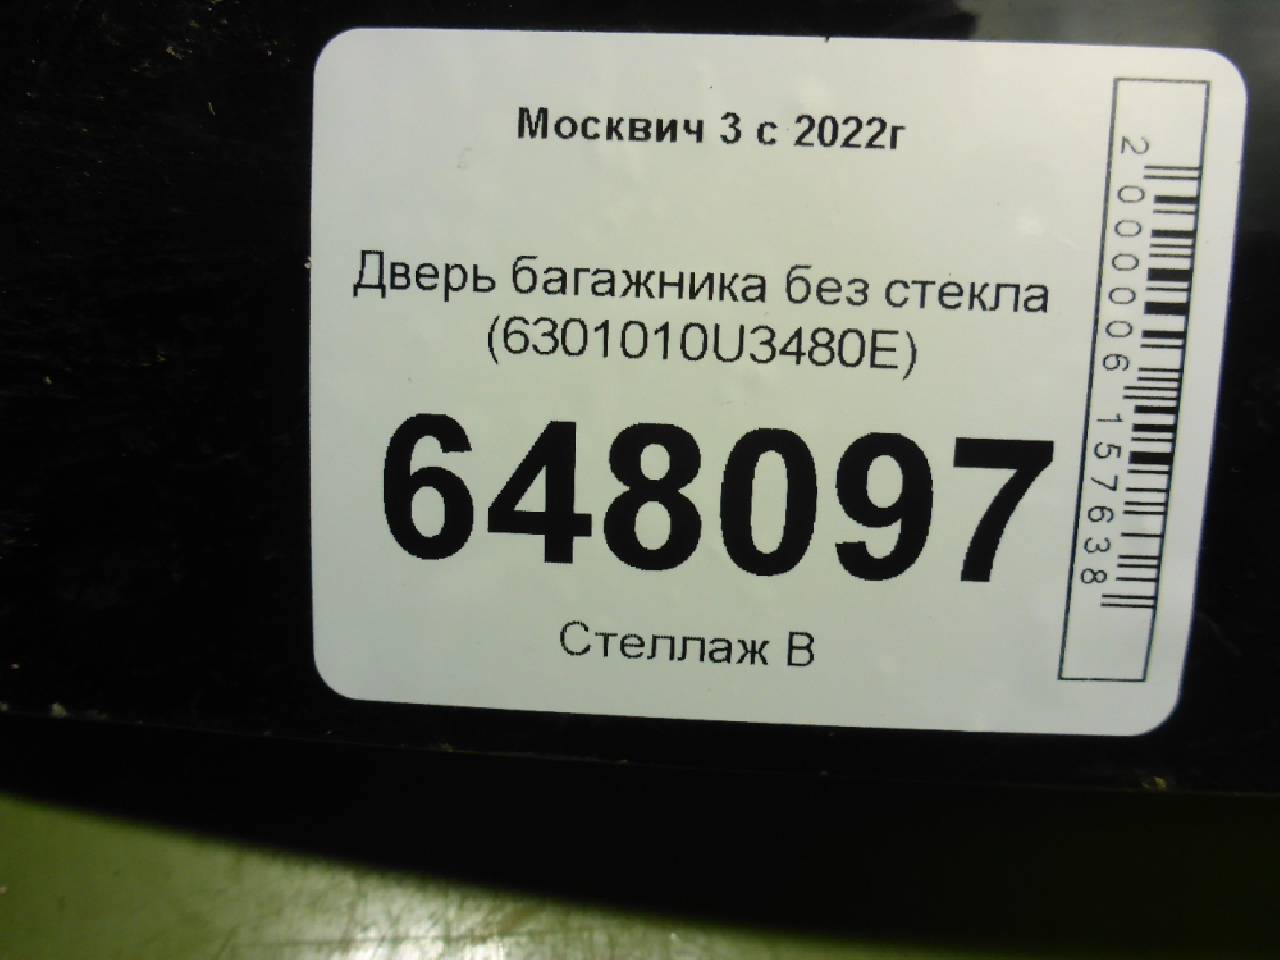 Москвич 3 с 2022г
Дверь багажника без стекла
(6301010U3480E)
648097
Стеллаж В
2000006157638